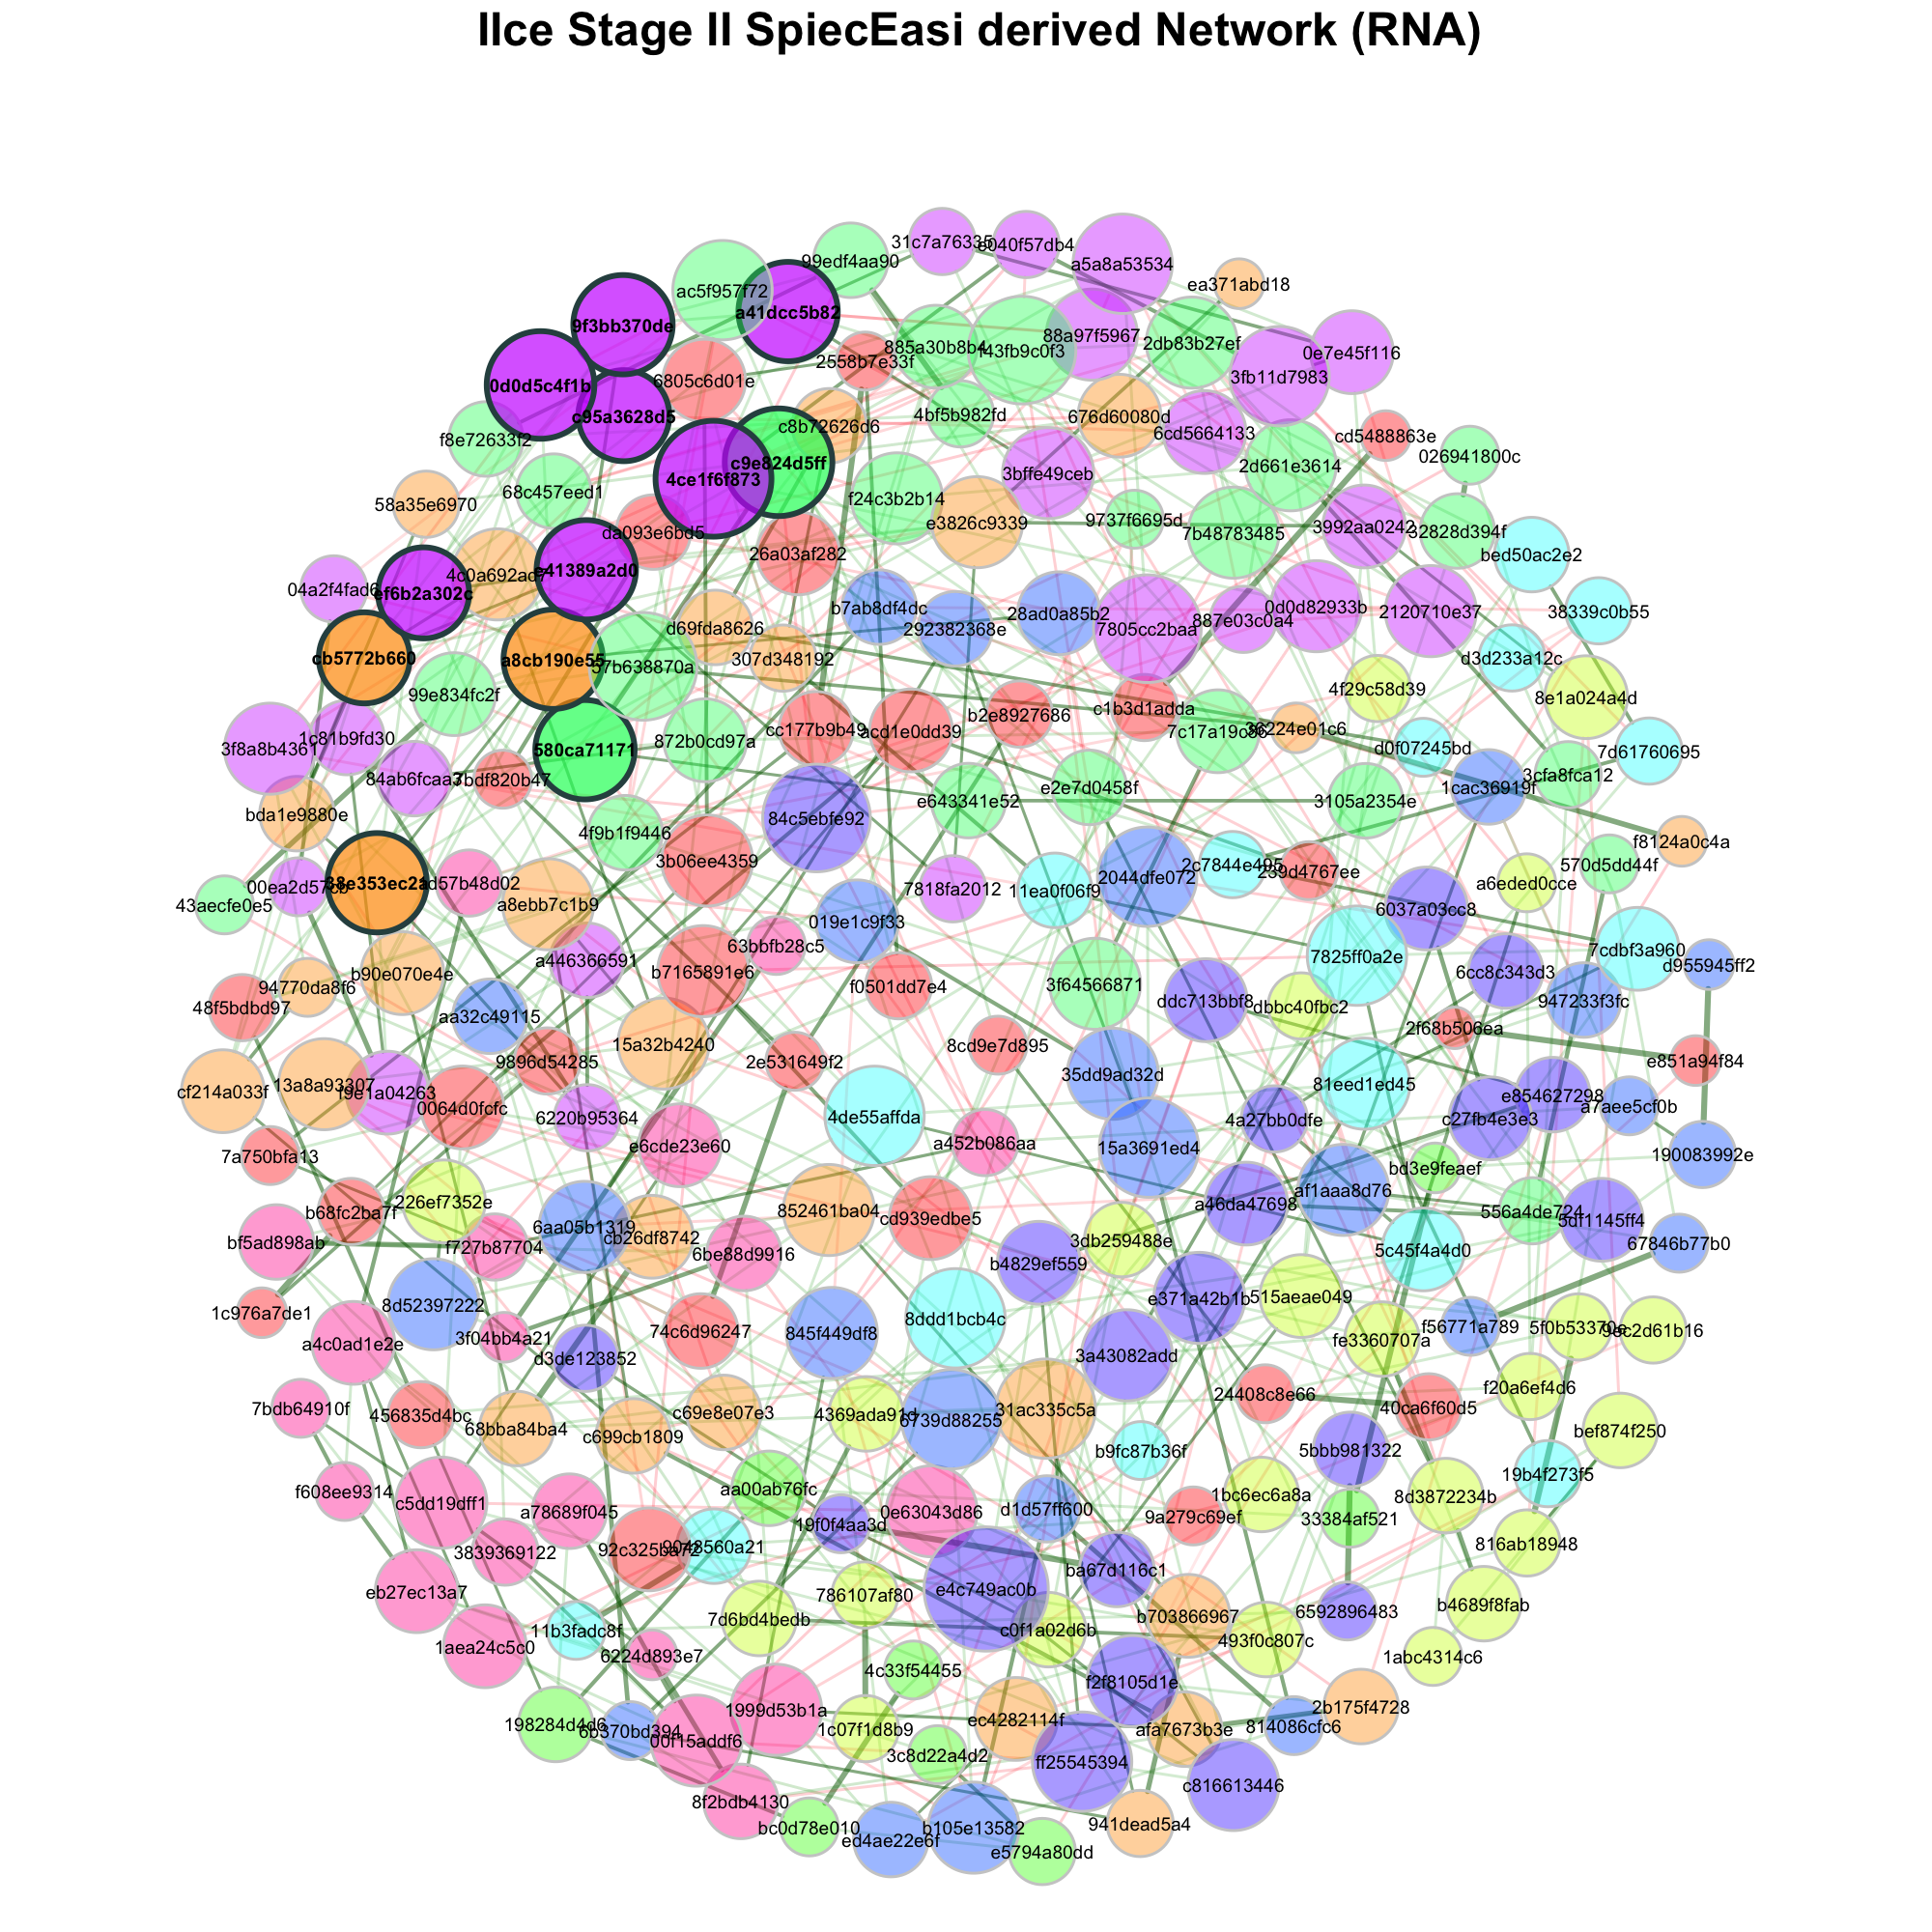 IIce Stage II SpiecEasi derived Network (RNA)
31c7a76335
e040f57db4
99edf4aa90
a5a8a53534
ea371abd18
ac5f957f72
a41dcc5b82
9f3bb370de
88a97f5967
2db83b27ef
885a30b8b4
f43fb9c0f3
0e7e45f116
2558b7e33f
3fb11d7983
6805c6d01e
0d0d5c4f1b
c95a3628d5
4bf5b982fd
676d60080d
c8b72626d6
6cd5664133
cd5488863e
f8e72633f2
026941800c
c9e824d5ff
2d661e3614
3bffe49ceb
4ce1f6f873
68c457eed1
f24c3b2b14
58a35e6970
9737f6695d
e3826c9339
3992aa0242
32828d394f
da093e6bd5
7b48783485
26a03af282
bed50ac2e2
e41389a2d0
4c0a692ad7
04a2f4fad6
ef6b2a302c
b7ab8df4dc
28ad0a85b2
0d0d82933b
2120710e37
38339c0b55
887e03c0a4
d69fda8626
292382368e
7805cc2baa
cb5772b660
a8cb190e55
307d348192
d3d233a12c
57b638870a
4f29c58d39
99e834fc2f
8e1a024a4d
c1b3d1adda
b2e8927686
cc177b9b49
acd1e0dd39
36224e01c6
1c81b9fd30
872b0cd97a
3f8a8b4361
580ca71171
d0f07245bd
7d61760695
3cfa8fca12
84ab6fcaa3
7bdf820b47
e2e7d0458f
1cac36919f
e643341e52
3105a2354e
bda1e9880e
84c5ebfe92
4f9b1f9446
f8124a0c4a
3b06ee4359
570d5dd44f
2c7844e495
239d4767ee
2044dfe072
38e353ec2a
a6eded0cce
00ea2d57cb
7818fa2012
11ea0f06f9
a8ebb7c1b9
43aecfe0e5
6037a03cc8
019e1c9f33
63bbfb28c5
7cdbf3a960
7825ff0a2e
a446366591
d955945ff2
6cc8c343d3
b90e070e4e
b7165891e6
3f64566871
f0501dd7e4
94770da8f6
ddc713bbf8
947233f3fc
48f5bdbd97
dbbc40fbc2
aa32c49115
2f68b506ea
15a32b4240
8cd9e7d895
9896d54285
2e531649f2
e851a94f84
35dd9ad32d
81eed1ed45
13a8a93307
cf214a033f
f9e1a04263
e854627298
a7aee5cf0b
0064d0fcfc
4de55affda
6220b95364
4a27bb0dfe
c27fb4e3e3
a452b086aa
e6cde23e60
15a3691ed4
190083992e
7a750bfa13
bd3e9feaef
af1aaa8d76
226ef7352e
a46da47698
852461ba04
b68fc2ba7f
556a4de724
cd939edbe5
5df1145ff4
6aa05b1319
cb26df8742
67846b77b0
3db259488e
bf5ad898ab
f727b87704
6be88d9916
5c45f4a4d0
b4829ef559
515aeae049
e371a42b1b
8d52397222
1c976a7de1
8ddd1bcb4c
f56771a789
9ec2d61b16
74c6d96247
845f449df8
fe3360707a
3f04bb4a21
a4c0ad1e2e
3a43082add
d3de123852
f20a6ef4d6
24408c8e66
40ca6f60d5
31ac335c5a
c69e8e07e3
7bdb64910f
4369ada91d
6739d88255
456835d4bc
68bba84ba4
bef874f250
c699cb1809
5bbb981322
b9fc87b36f
19b4f273f5
aa00ab76fc
f608ee9314
1bc6ec6a8a
8d3872234b
c5dd19dff1
d1d57ff600
a78689f045
0e63043d86
9a279c69ef
33384af521
19f0f4aa3d
816ab18948
9048560a21
92c325ba72
3839369122
ba67d116c1
e4c749ac0b
eb27ec13a7
786107af80
b4689f8fab
6592896483
b703866967
7d6bd4bedb
c0f1a02d6b
11b3fadc8f
493f0c807c
1aea24c5c0
6224d893e7
1abc4314c6
4c33f54455
f2f8105d1e
2b175f4728
1999d53b1a
ec4282114f
198284d4d6
1c07f1d8b9
afa7673b3e
814086cfc6
6b370bd394
00f15addf6
3c8d22a4d2
ff25545394
c816613446
8f2bdb4130
941dead5a4
bc0d78e010
b105e13582
ed4ae22e6f
e5794a80dd